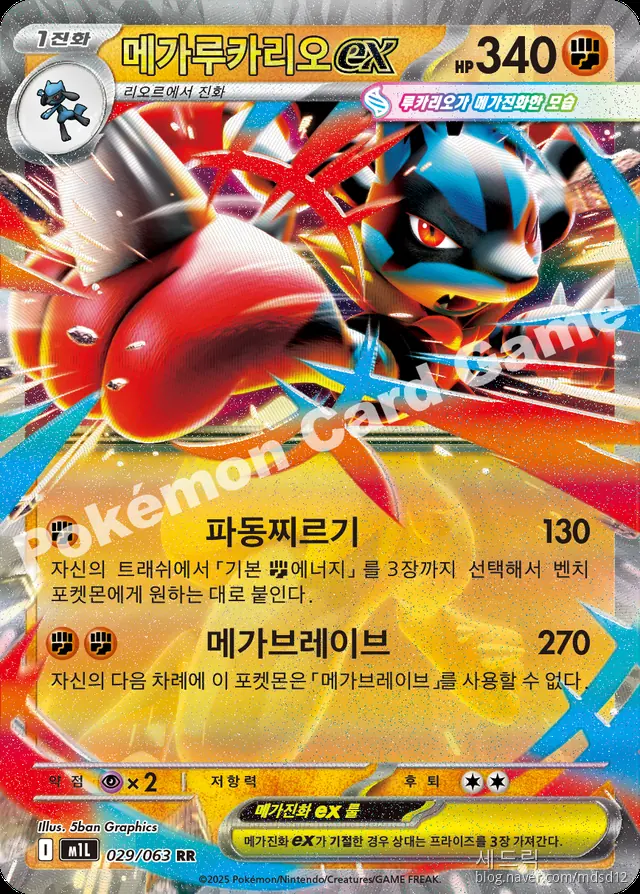 1진화
메가루카리오ex
HP 340
리오르에서 진화
루카리오가 메가진화한 모습
Pokémon Card Game
파동찌르기 130
자신의 트래쉬에서 「기본 에너지」를 3장까지 선택해서 벤치
포켓몬에게 원하는 대로 붙인다.
메가브레이브 270
자신의 다음 차례에 이 포켓몬은 「메가브레이브」를 사용할 수 없다.
약점 ×2 저항력 후퇴
메가진화 ex 룰
메가진화 ex가 기절한 경우 상대는 프라이즈를 3장 가져간다.
Illus. 5ban Graphics
I M1L 029/063 RR
세드릭
blog.naver.com/mdsd12
©2025 Pokémon/Nintendo/Creatures/GAME FREAK.